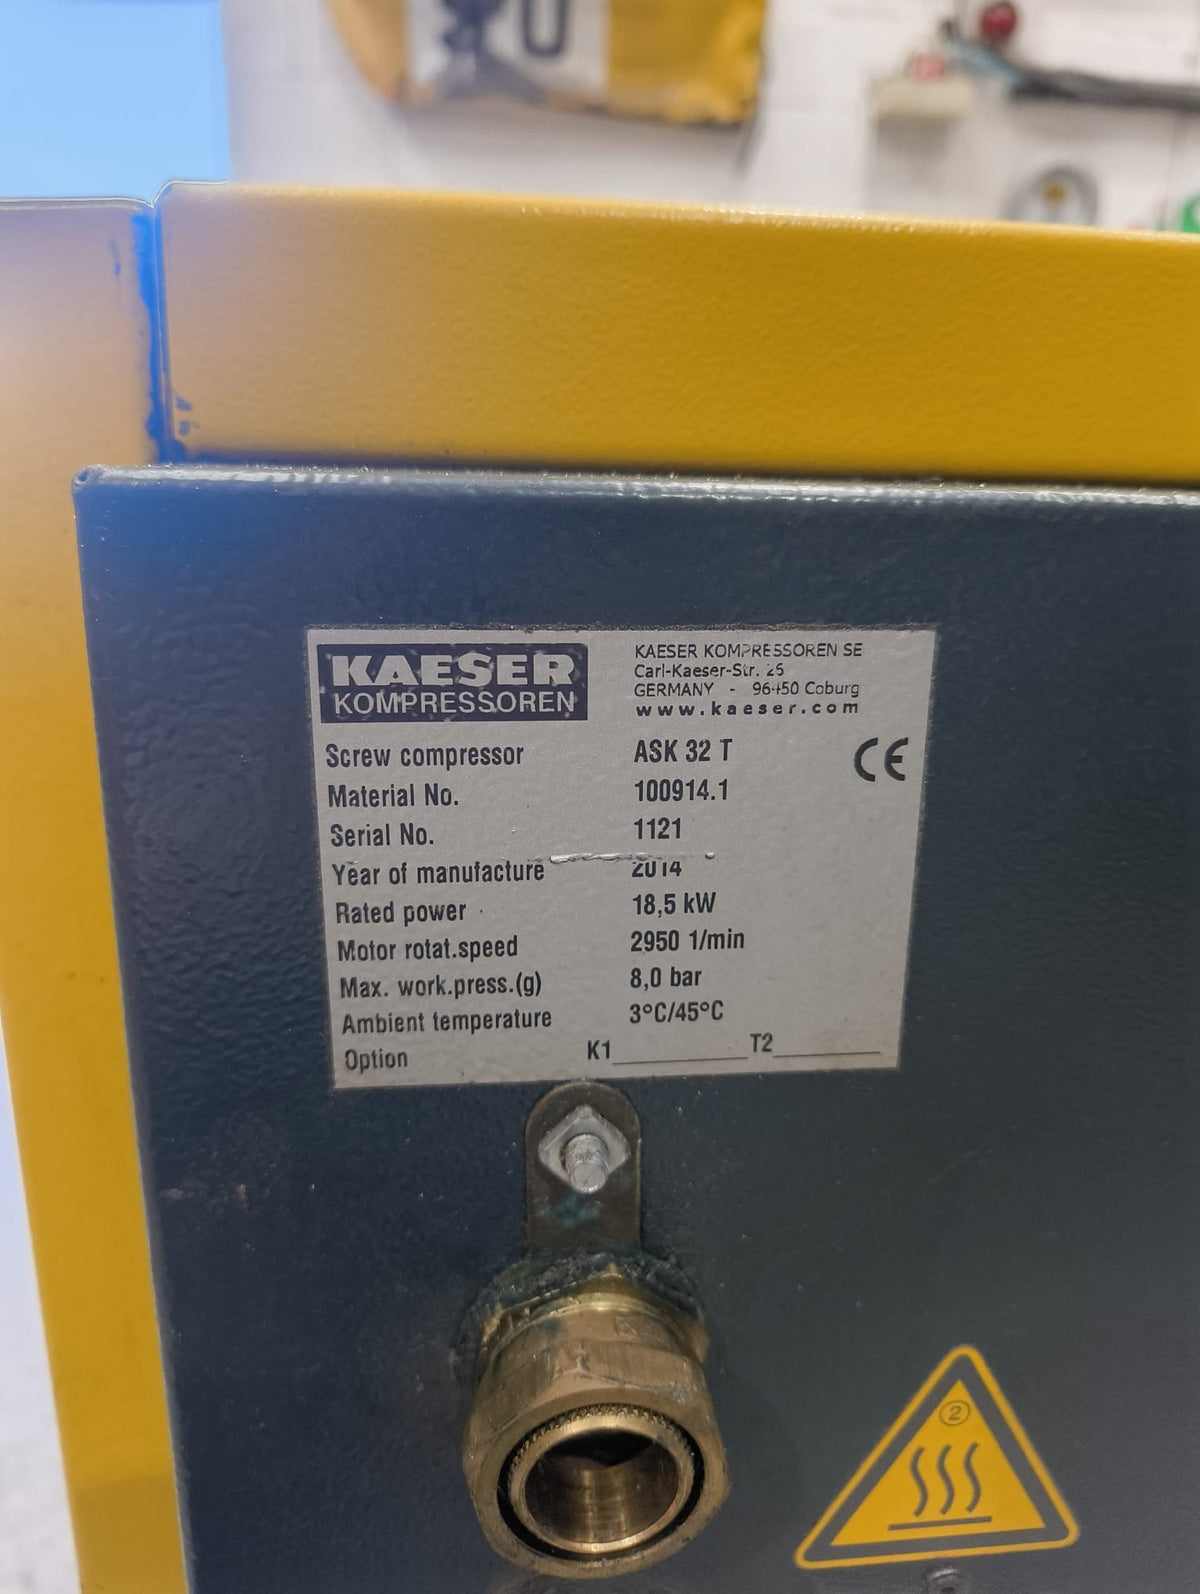 U
KAESER
KOMPRESSOREN
KAESER KOMPRESSOREN SE
Carl-Kaeser-Str. 26
GERMANY - 96450 Coburg
www.kaeser.com
CE
Screw compressor ASK 32 T
Material No. 100914.1
Serial No. 1121
Year of manufacture 2014
Rated power 18,5 kW
Motor rotat.speed 2950 1/min
Max. work.press.(g) 8,0 bar
Ambient temperature 3°C/45°C
Option K1 T2
2